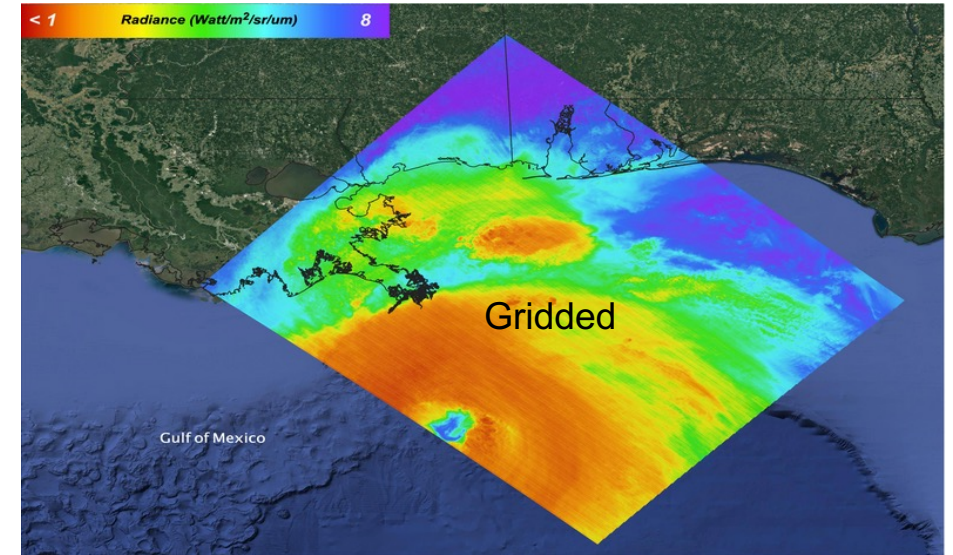 < 1 Radiance (Watt/m²/sr/um) 8
Gridded
Gulf of Mexico